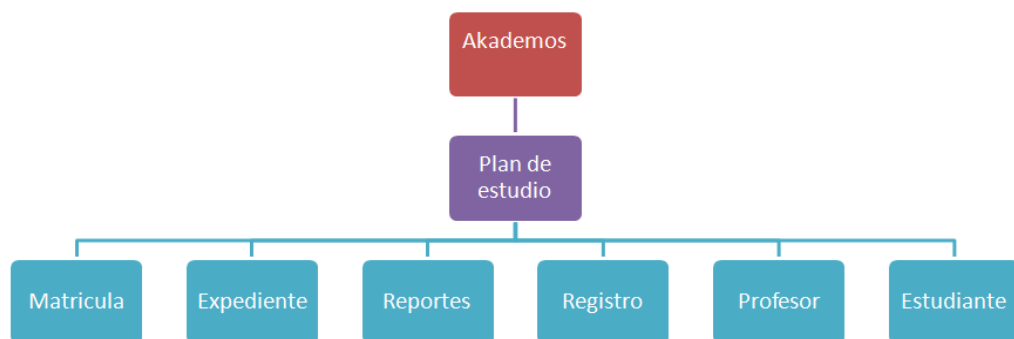 Akademos
Plan de
estudio
Matricula
Expediente
Reportes
Registro
Profesor
Estudiante